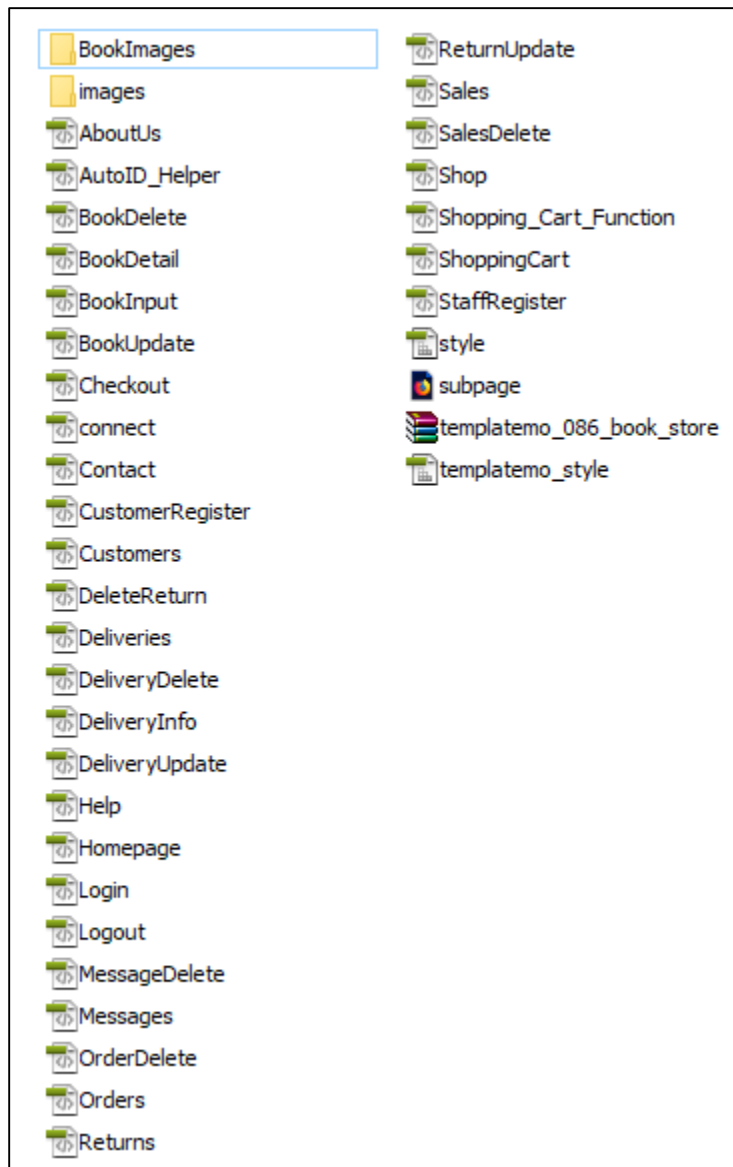 BookImages
images
AboutUs
AutoID_Helper
BookDelete
BookDetail
BookInput
BookUpdate
Checkout
connect
Contact
CustomerRegister
Customers
DeleteReturn
Deliveries
DeliveryDelete
DeliveryInfo
DeliveryUpdate
Help
Homepage
Login
Logout
MessageDelete
Messages
OrderDelete
Orders
Returns
ReturnUpdate
Sales
SalesDelete
Shop
Shopping_Cart_Function
ShoppingCart
StaffRegister
style
subpage
templatemo_086_book_store
templatemo_style